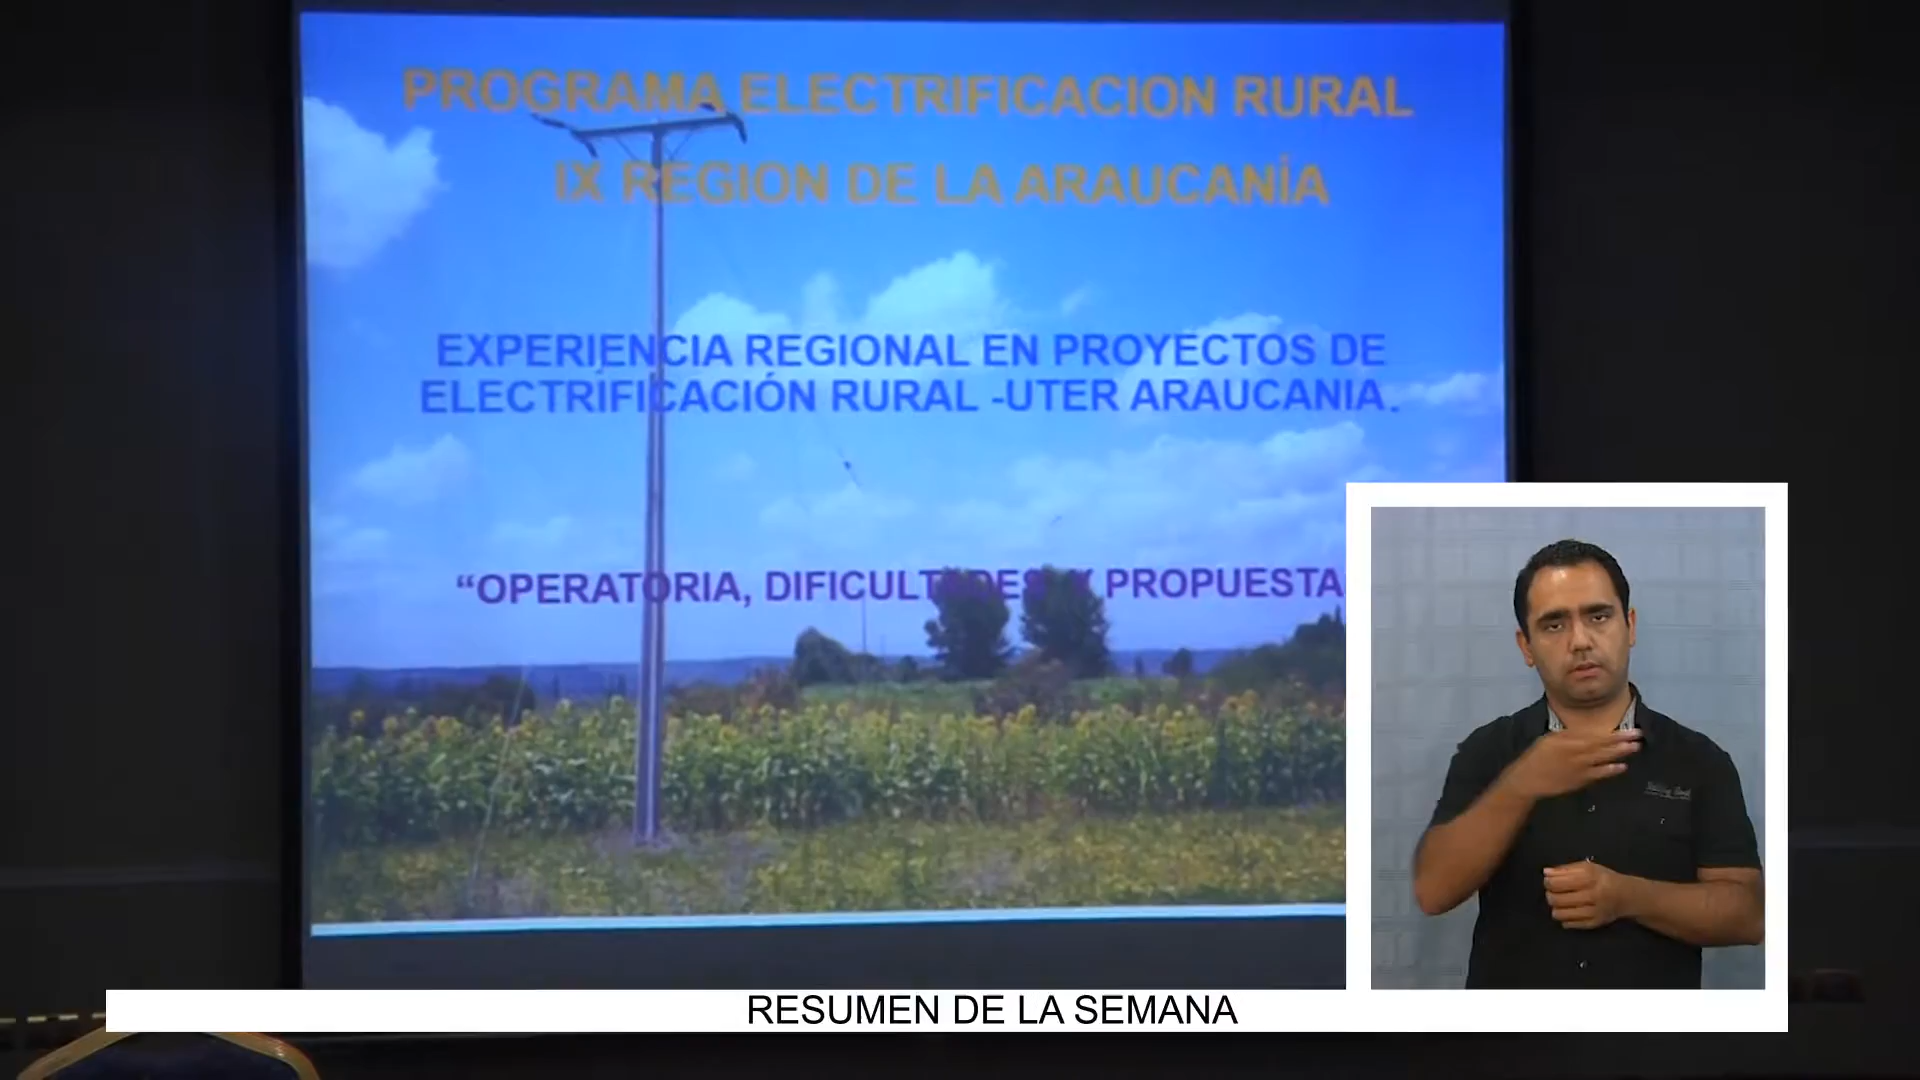 PROGRAMA ELECTRIFICACION RURAL
IX REGION DE LA ARAUCANÍA
EXPERIENCIA REGIONAL EN PROYECTOS DE
ELECTRIFICACIÓN RURAL -UTER ARAUCANIA.
“OPERATORIA, DIFICULTADES Y PROPUESTA
RESUMEN DE LA SEMANA